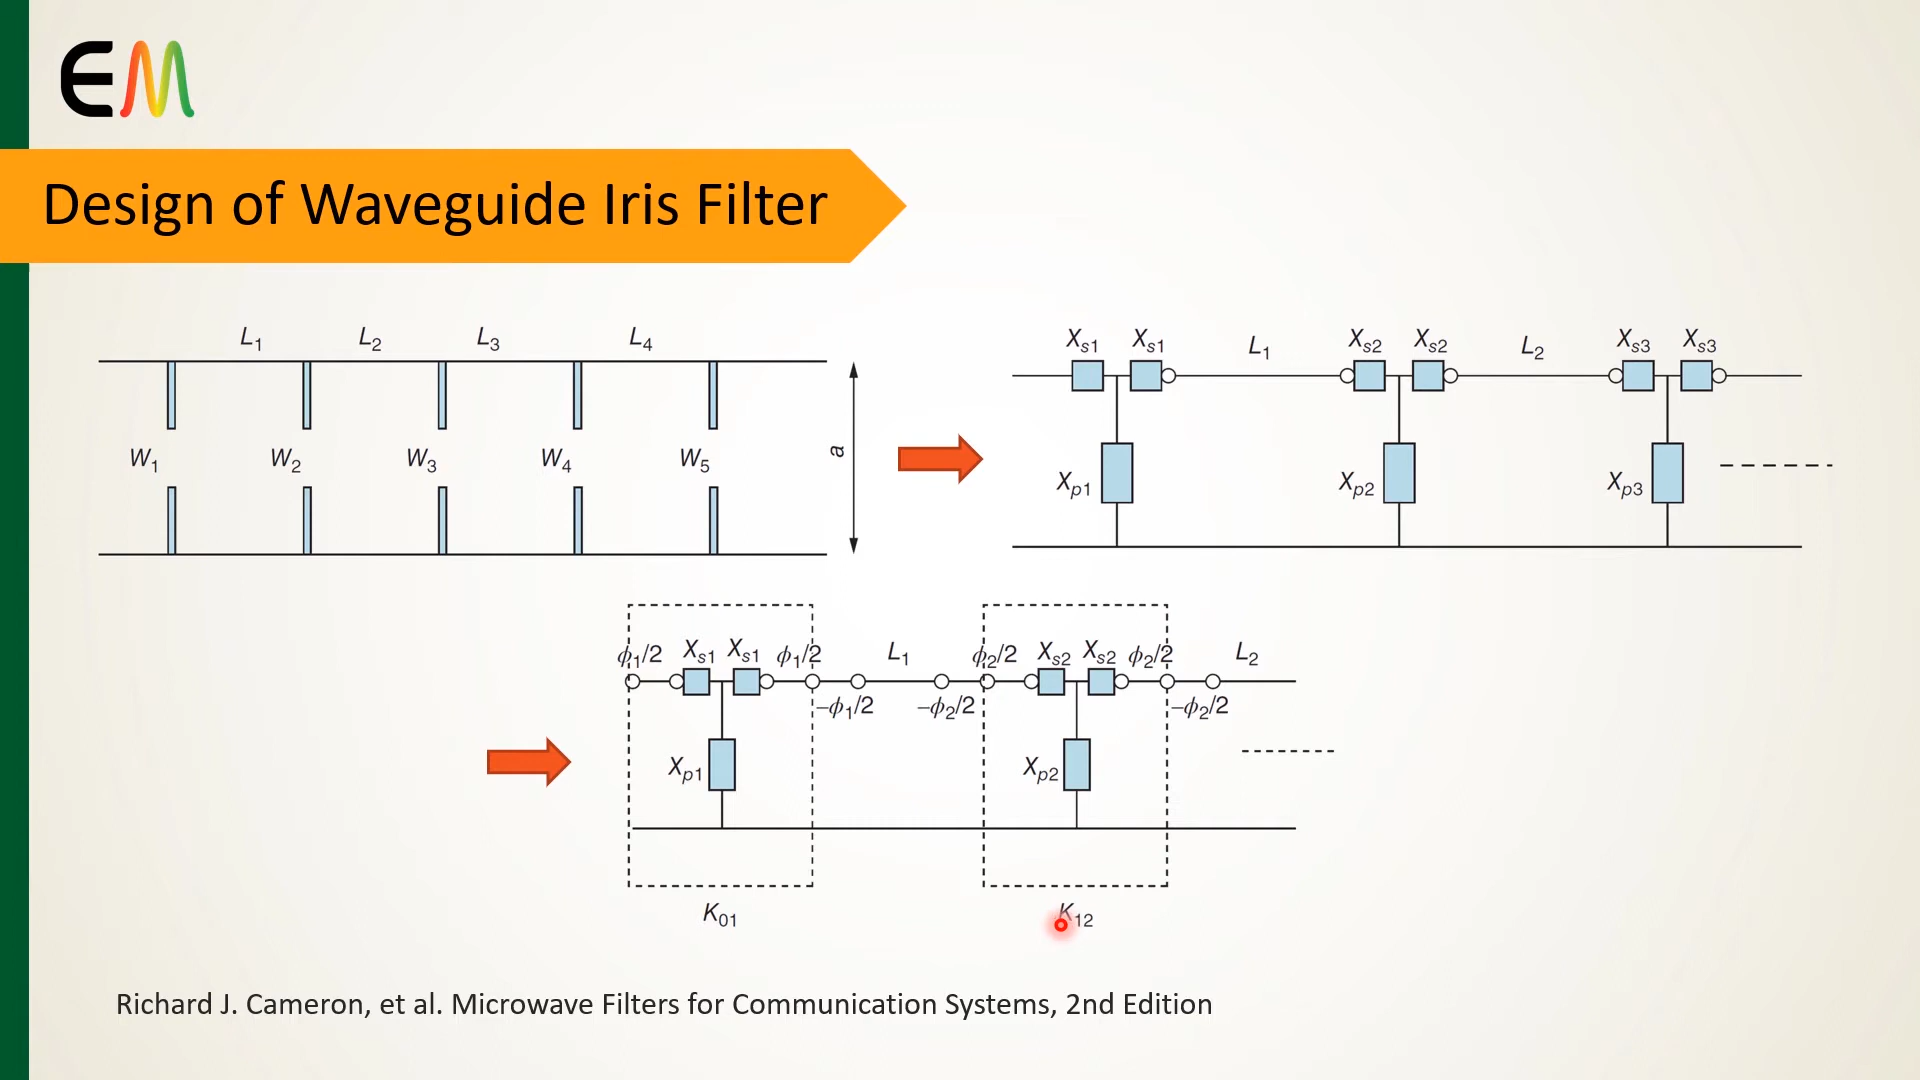 EM
Design of Waveguide Iris Filter
L1 L2 L3 L4
W1 W2 W3 W4 W5
a
Xs1 Xs1 L1 Xs2 Xs2 L2 Xs3 Xs3
Xp1 Xp2 Xp3
ϕ1/2 Xs1 Xs1 ϕ1/2 L1 ϕ2/2 Xs2 Xs2 ϕ2/2 L2
–ϕ1/2 –ϕ2/2 –ϕ2/2
Xp1 Xp2
K01 K12
Richard J. Cameron, et al. Microwave Filters for Communication Systems, 2nd Edition